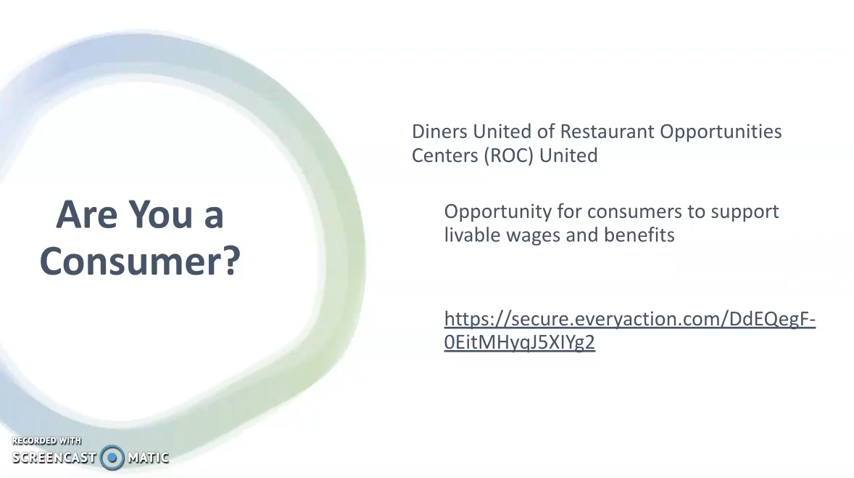 Are You a
Consumer?
Diners United of Restaurant Opportunities
Centers (ROC) United
Opportunity for consumers to support
livable wages and benefits
https://secure.everyaction.com/DdEQegF-
0EitMHyqJ5XIYg2
RECORDED WITH
SCREENCAST MATIC